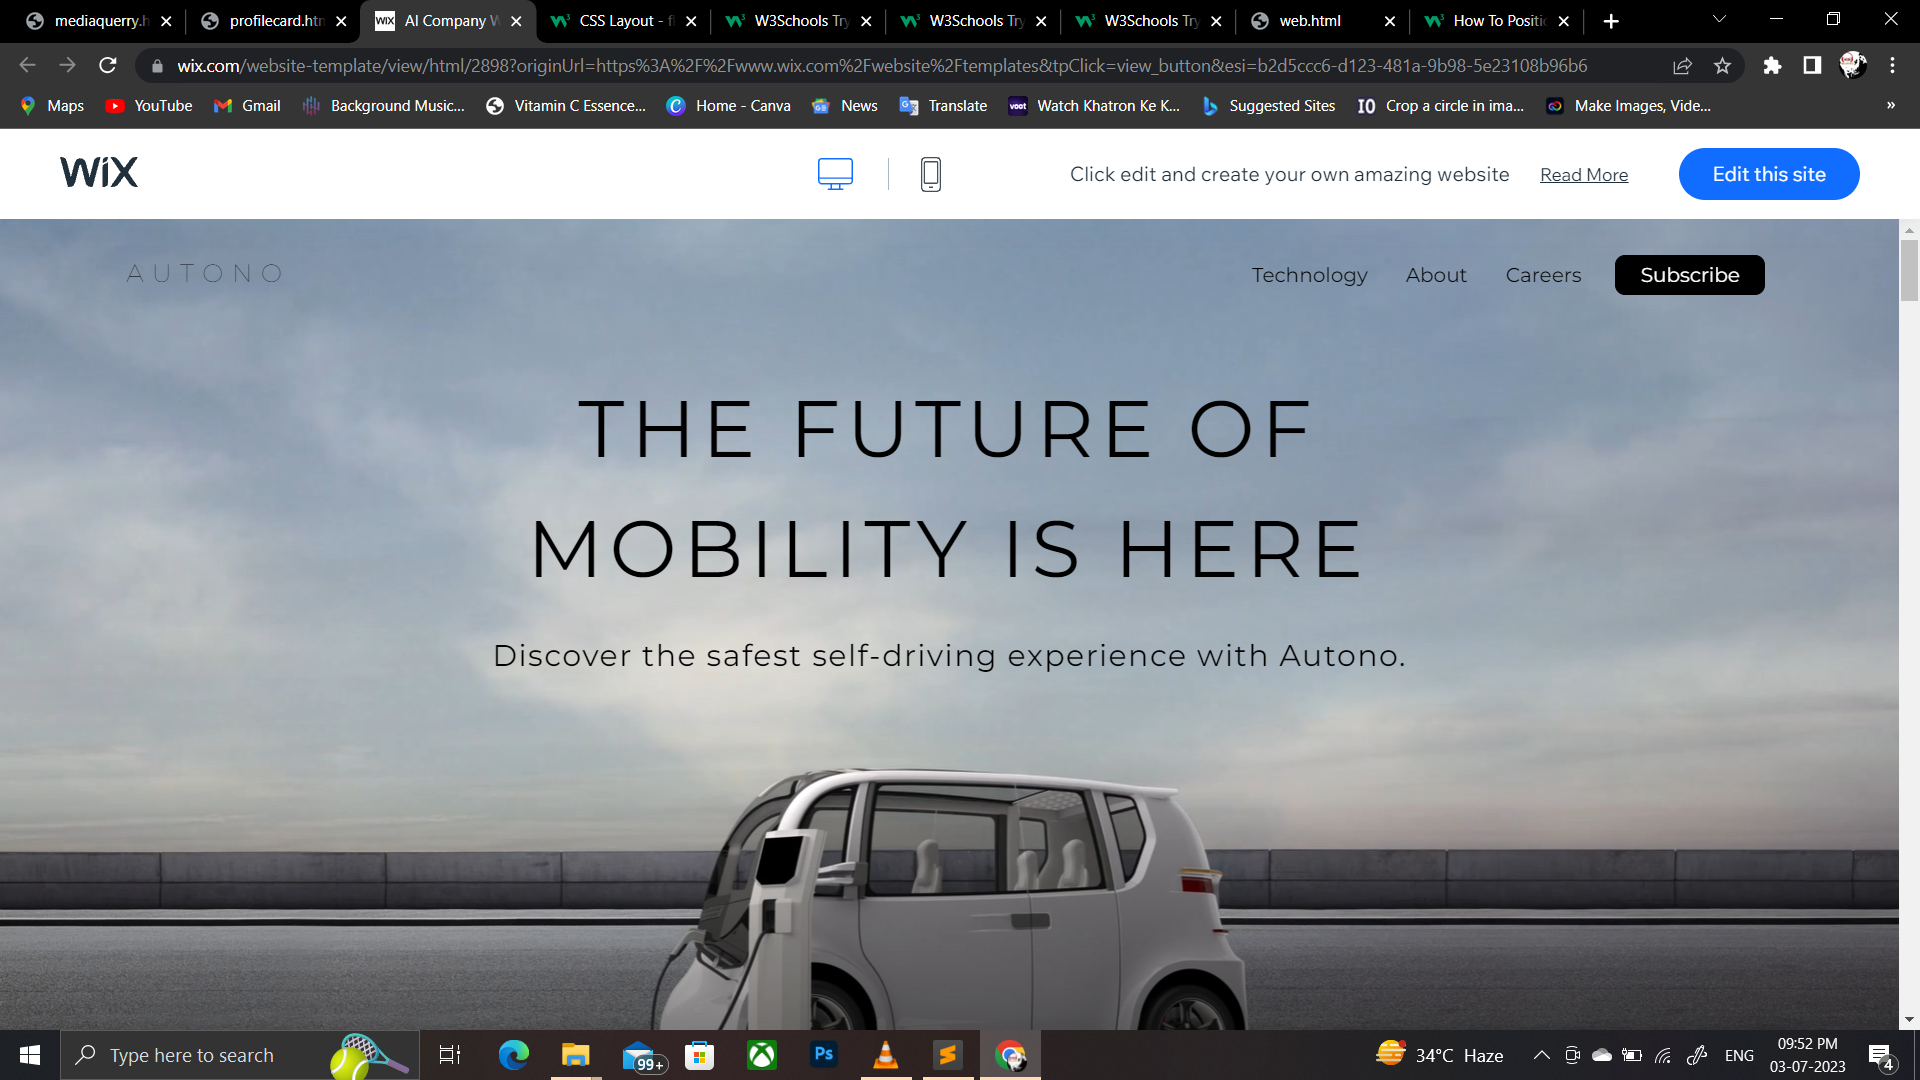 mediaquerry.h
profilecard.htm
WiX AI Company W
CSS Layout - fl
W3Schools Try
W3Schools Try
W3Schools Try
web.html
How To Positio
wix.com/website-template/view/html/2898?originUrl=https%3A%2F%2Fwww.wix.com%2Fwebsite%2Ftemplates&tpClick=view_button&esi=b2d5ccc6-d123-481a-9b98-5e23108b96b6
Maps YouTube Gmail Background Music... Vitamin C Essence... Home - Canva News Translate voot Watch Khatron Ke K... Suggested Sites IO Crop a circle in ima... Make Images, Vide... »
WiX Click edit and create your own amazing website Read More Edit this site
AUTONO Technology About Careers Subscribe
THE FUTURE OF
MOBILITY IS HERE
Discover the safest self-driving experience with Autono.
Type here to search 99+ Ps 34°C Haze ENG 09:52 PM
03-07-2023 4